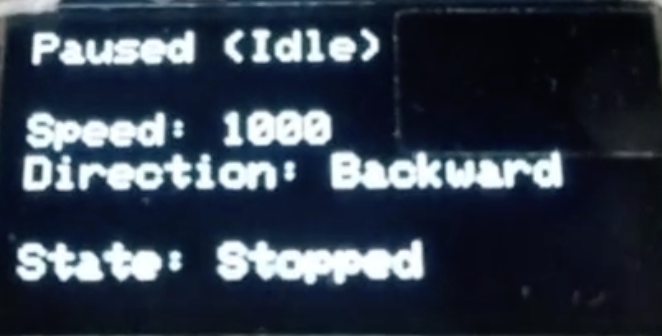 Paused (Idle)
Speed: 1000
Direction: Backward
State: Stopped